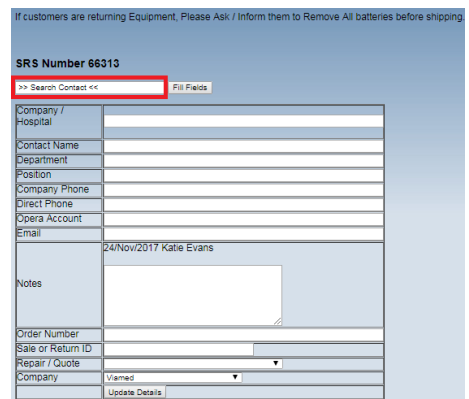 If customers are returning Equipment, Please Ask / Inform them to Remove All batteries before shipping.
SRS Number 66313
>> Search Contact <<
Fill Fields
Company /
Hospital
Contact Name
Department
Position
Company Phone
Direct Phone
Opera Account
Email
24/Nov/2017 Katie Evans
Notes
Order Number
Sale or Return ID
Repair / Quote
Company
Viamed
Update Details